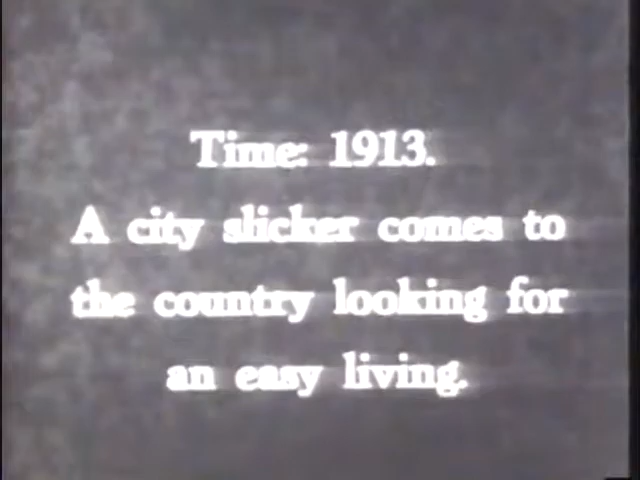 Time: 1913.
A city slicker comes to
the country looking for
an easy living.